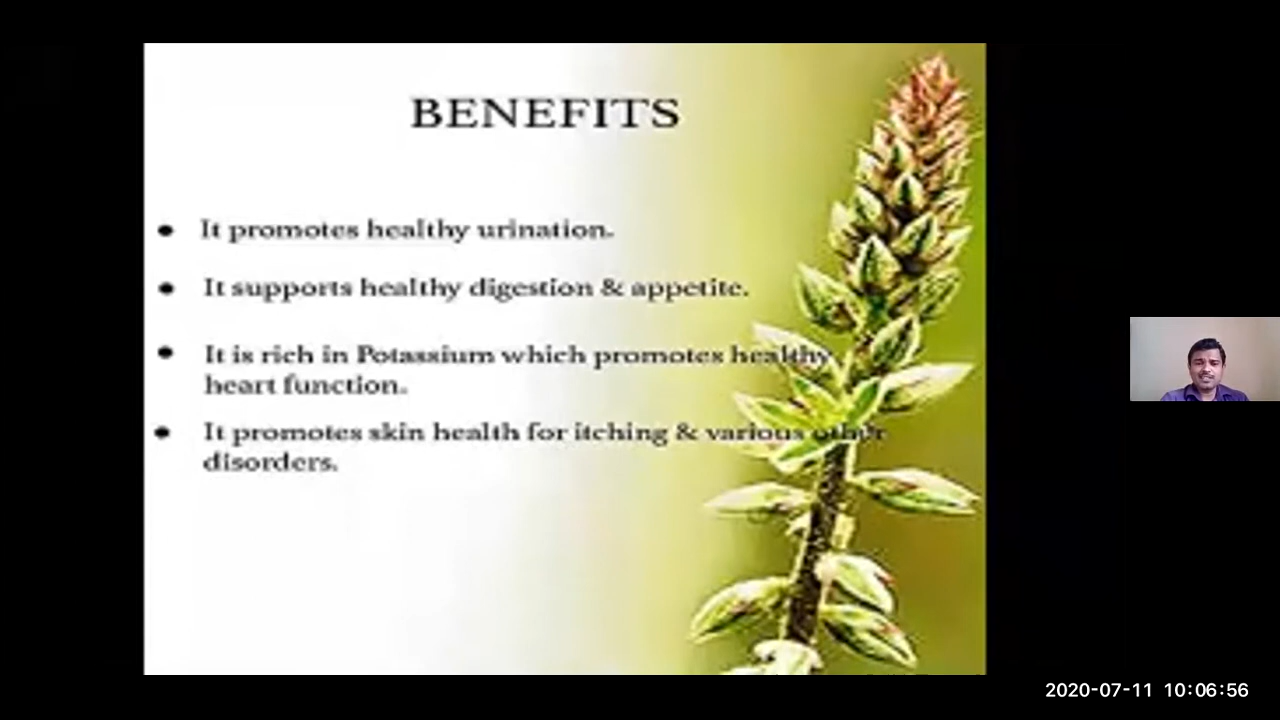 BENEFITS
• It promotes healthy urination.
• It supports healthy digestion & appetite.
• It is rich in Potassium which promotes healthy
heart function.
• It promotes skin health for itching & various other
disorders.
2020-07-11 10:06:56